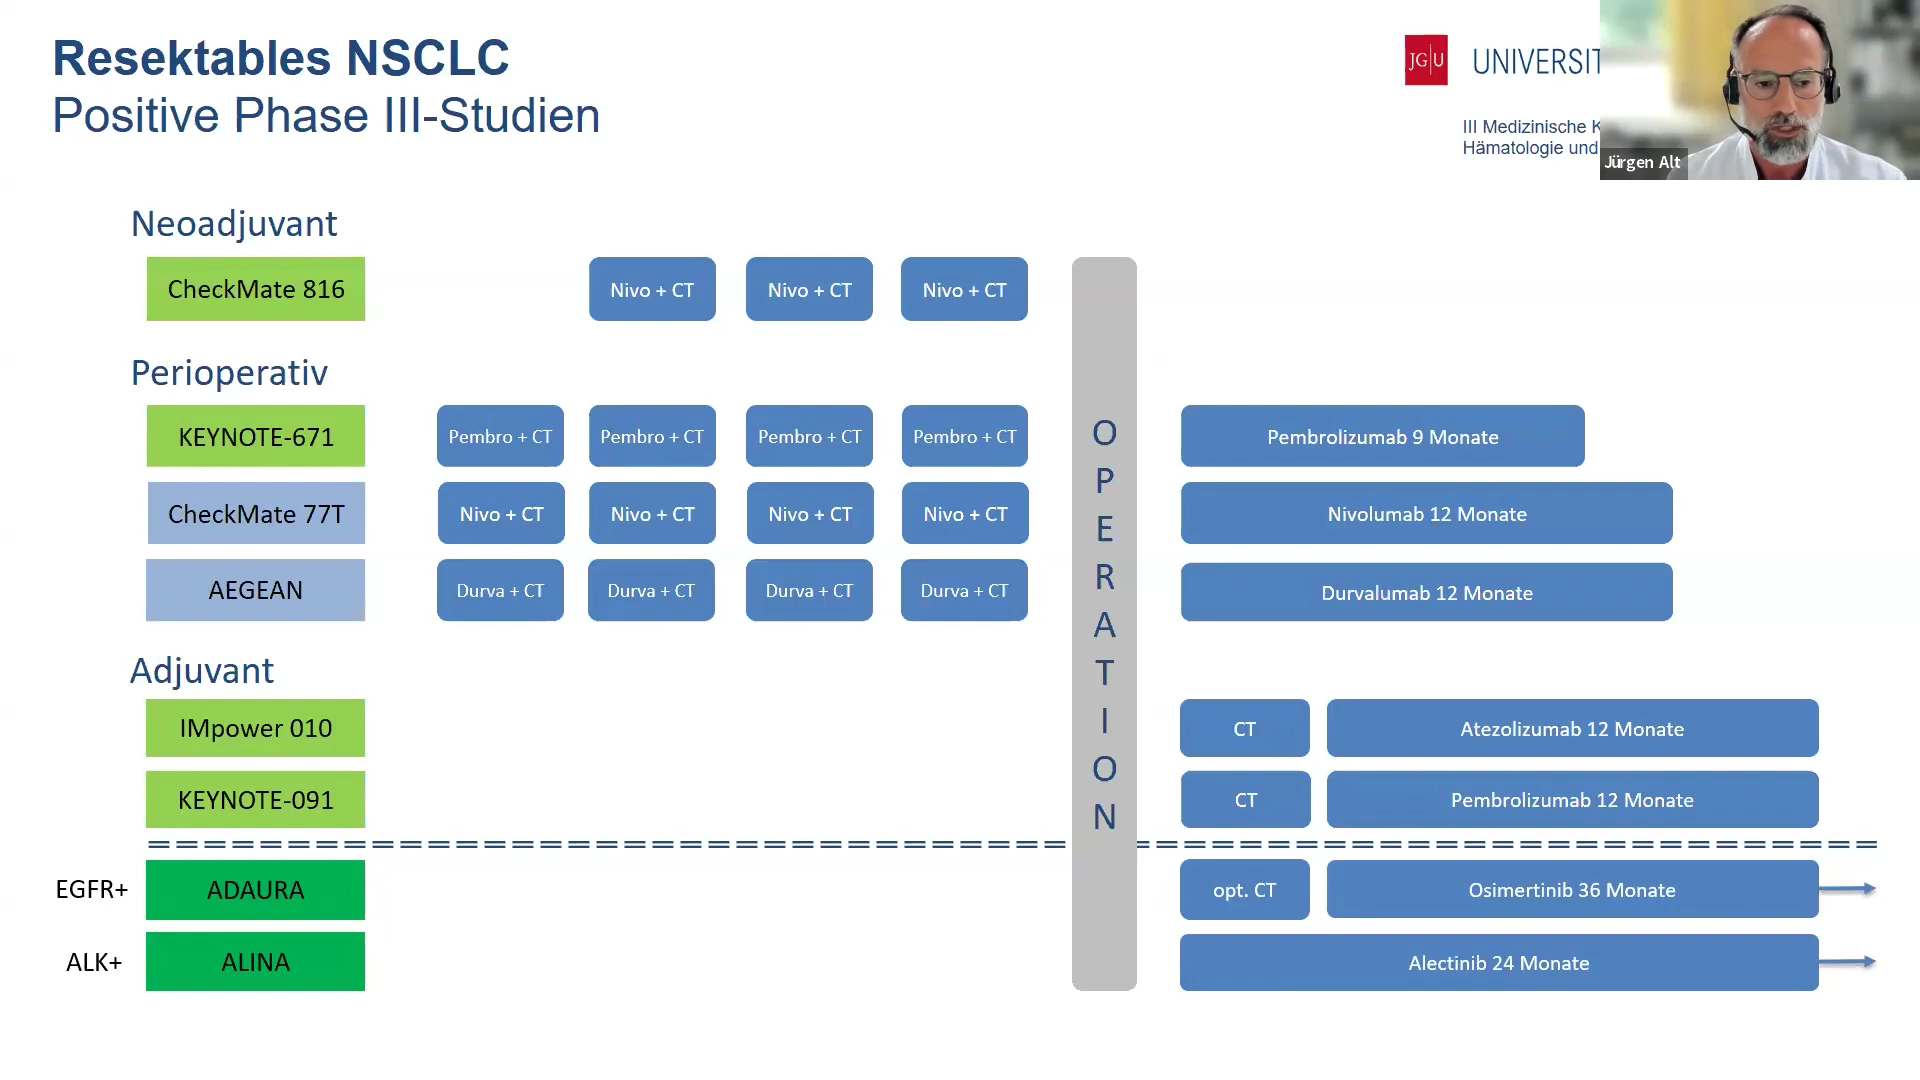 Resektables NSCLC
Positive Phase III-Studien
JG|U UNIVERSIT
III Medizinische K
Hämatologie und
Jürgen Alt
Neoadjuvant
CheckMate 816 Nivo + CT Nivo + CT Nivo + CT
Perioperativ
KEYNOTE-671 Pembro + CT Pembro + CT Pembro + CT Pembro + CT Pembrolizumab 9 Monate
CheckMate 77T Nivo + CT Nivo + CT Nivo + CT Nivo + CT Nivolumab 12 Monate
AEGEAN Durva + CT Durva + CT Durva + CT Durva + CT Durvalumab 12 Monate
OPERATION
Adjuvant
IMpower 010 CT Atezolizumab 12 Monate
KEYNOTE-091 CT Pembrolizumab 12 Monate
EGFR+ ADAURA opt. CT Osimertinib 36 Monate
ALK+ ALINA Alectinib 24 Monate